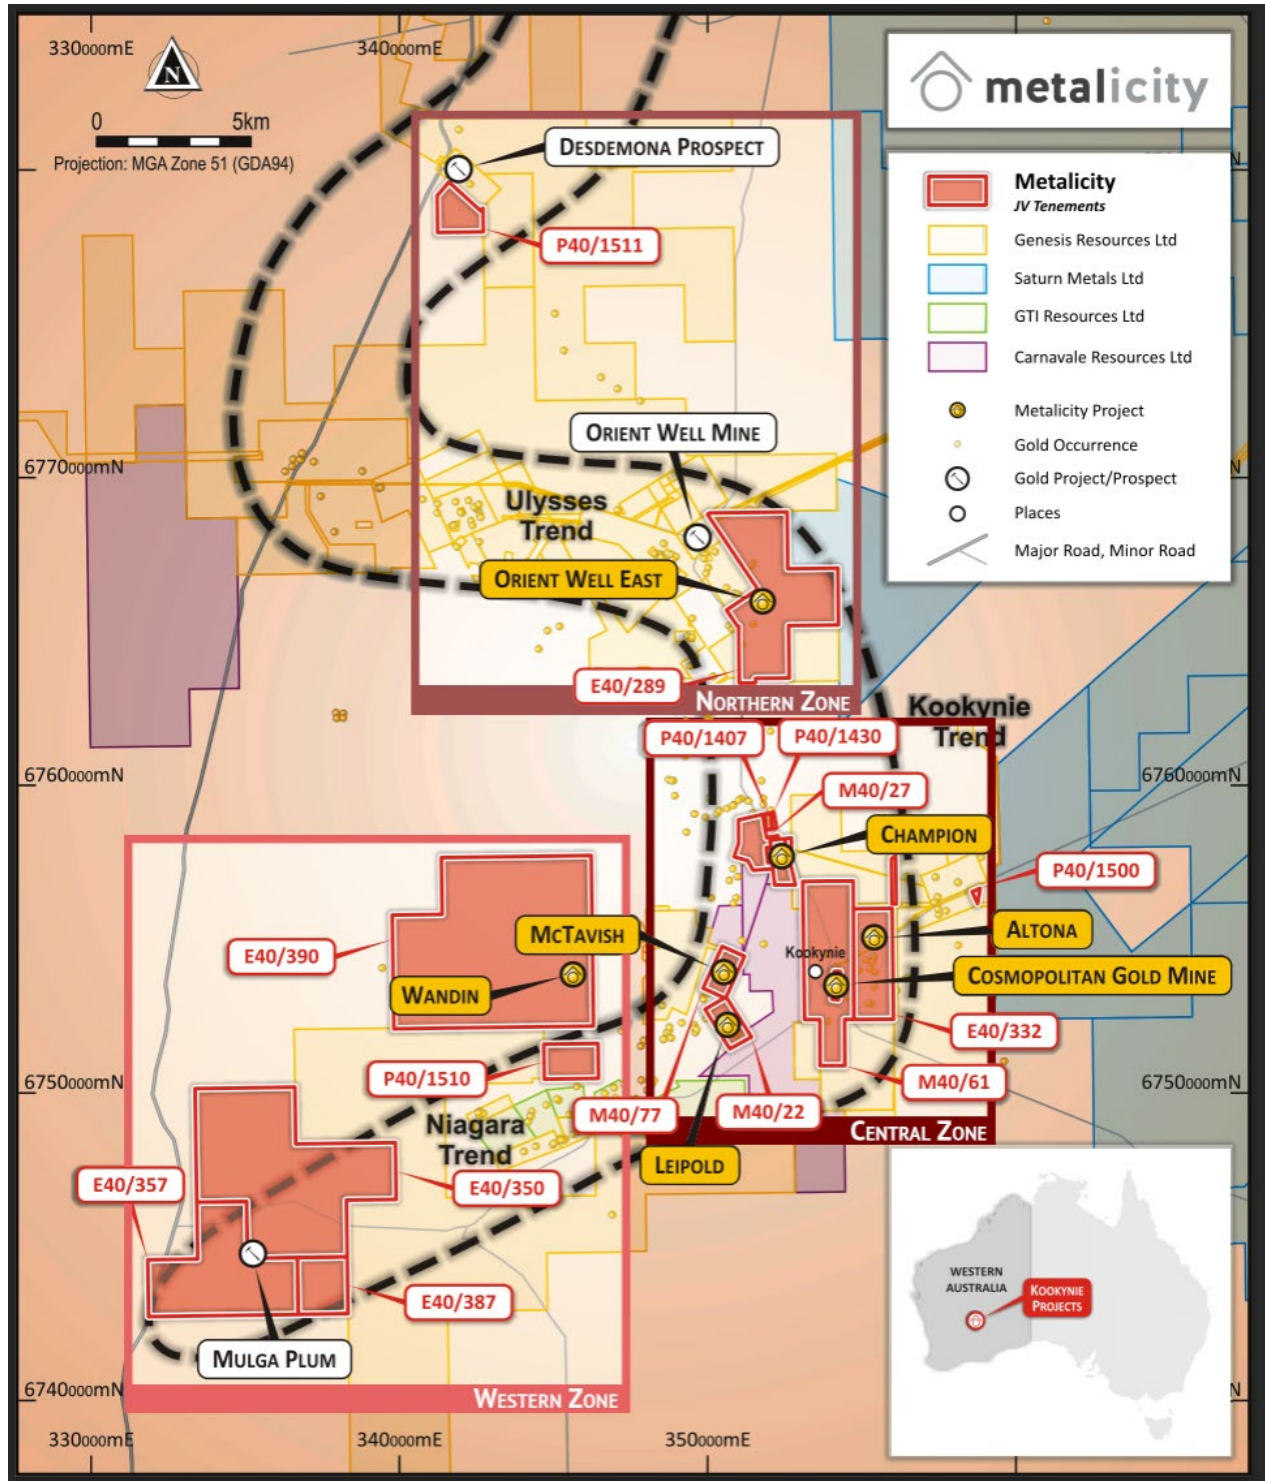 330000mE
340000mE
N
0 5km
Projection: MGA Zone 51 (GDA94)
metalicity
Metalicity
JV Tenements
Genesis Resources Ltd
Saturn Metals Ltd
GTI Resources Ltd
Carnavale Resources Ltd
Metalicity Project
Gold Occurrence
Gold Project/Prospect
Places
Major Road, Minor Road
DESDEMONA PROSPECT
P40/1511
ORIENT WELL MINE
6770000mN
N
Ulysses
Trend
ORIENT WELL EAST
E40/289
NORTHERN ZONE
Kookynie
Trend
P40/1407
P40/1430
6760000mN
6760000mN
M40/27
CHAMPION
P40/1500
MCTAVISH
ALTONA
E40/390
Kookynie
COSMOPOLITAN GOLD MINE
WANDIN
E40/332
P40/1510
6750000mN
6750000mN
M40/61
M40/77
M40/22
Niagara
Trend
CENTRAL ZONE
LEIPOLD
E40/357
E40/350
E40/387
MULGA PLUM
WESTERN ZONE
WESTERN
AUSTRALIA
KOOKYNIE
PROJECTS
6740000mN
N
330000mE
340000mE
350000mE